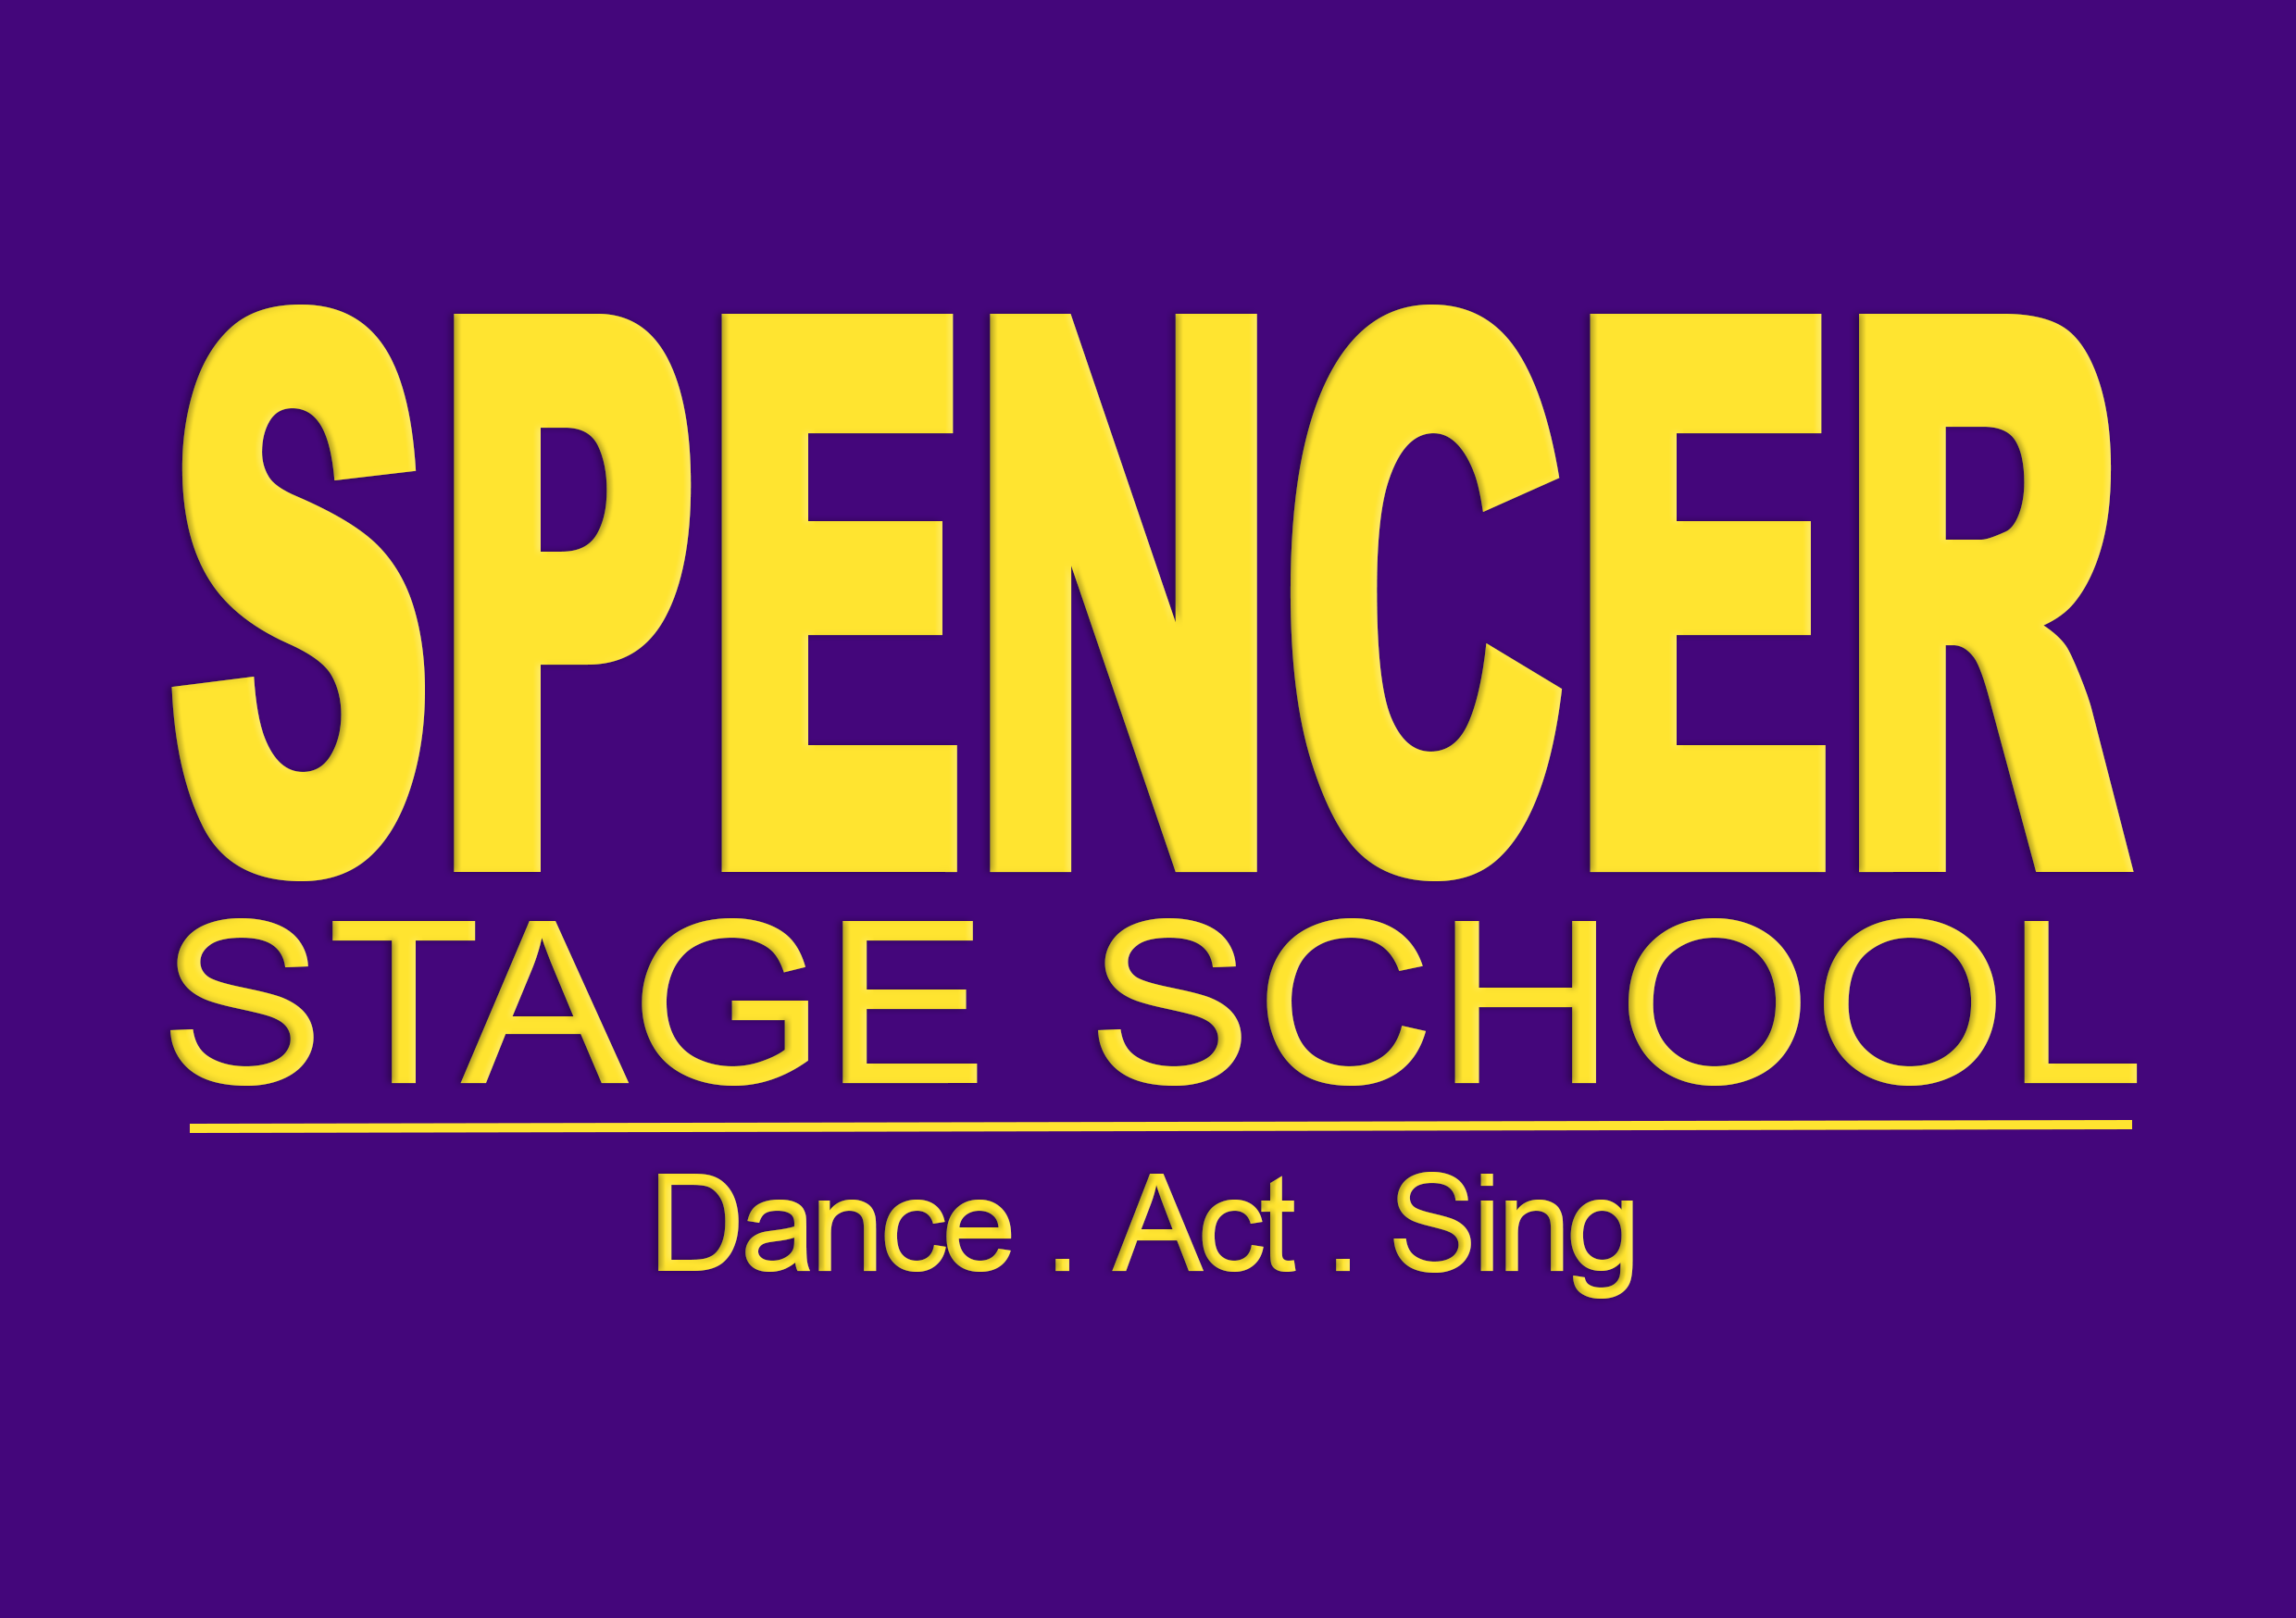 SPENCER
STAGE SCHOOL
Dance . Act . Sing